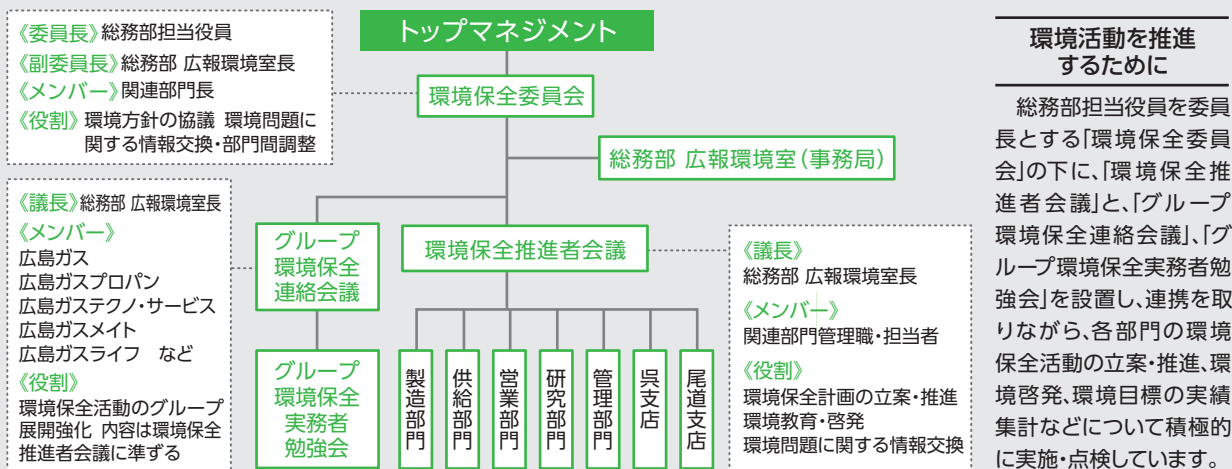 トップマネジメント
《委員長》総務部担当役員
《副委員長》総務部 広報環境室長
《メンバー》関連部門長
《役割》環境方針の協議 環境問題に
関する情報交換・部門間調整
環境保全委員会
総務部 広報環境室(事務局)
《議長》総務部 広報環境室長
《メンバー》
広島ガス
広島ガスプロパン
広島ガステクノ・サービス
広島ガスメイト
広島ガスライフ など
《役割》
環境保全活動のグループ
展開強化 内容は環境保全
推進者会議に準ずる
グループ
環境保全
連絡会議
グループ
環境保全
実務者
勉強会
環境保全推進者会議
製造部門
供給部門
営業部門
研究部門
管理部門
呉支店
尾道支店
《議長》
総務部 広報環境室長
《メンバー》
関連部門管理職・担当者
《役割》
環境保全計画の立案・推進
環境教育・啓発
環境問題に関する情報交換
環境活動を推進
するために
総務部担当役員を委員
長とする「環境保全委員
会」の下に、「環境保全推
進者会議」と、「グループ
環境保全連絡会議」、「グ
ループ環境保全実務者勉
強会」を設置し、連携を取
りながら、各部門の環境
保全活動の立案・推進、環
境啓発、環境目標の実績
集計などについて積極的
に実施・点検しています。